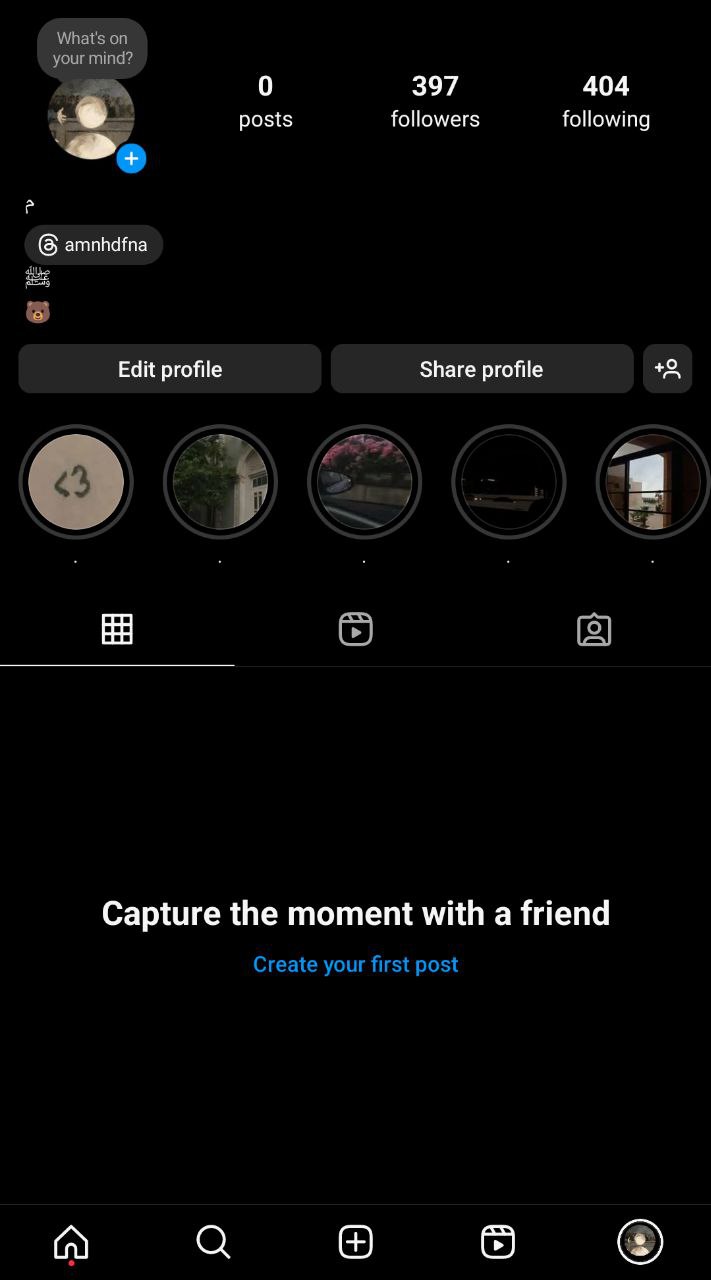 What's on
your mind?
0
posts
397
followers
404
following
م
amnhdfna
ﷺ
Edit profile
Share profile
<3
.
.
.
.
.
Capture the moment with a friend
Create your first post